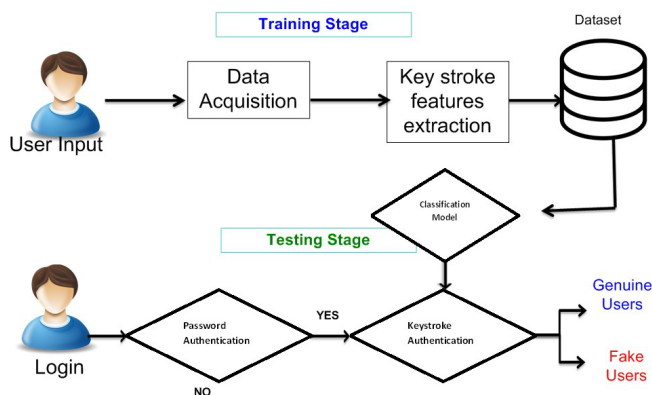 Training Stage
Dataset
Data
Acquisition
Key stroke
features
extraction
User Input
Classification
Model
Testing Stage
Genuine
Users
YES
Password
Authentication
Keystroke
Authentication
Login
Fake
Users
NO